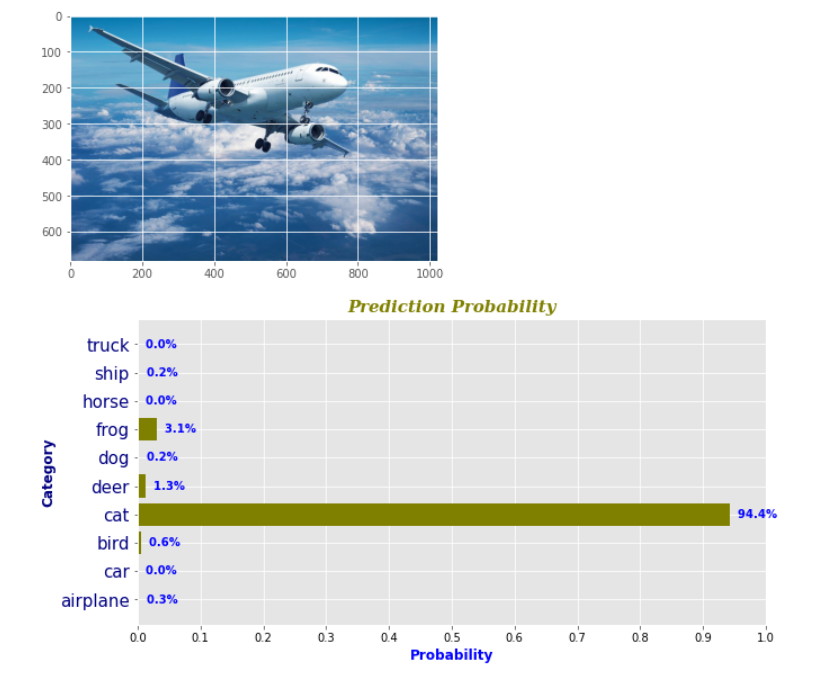 0
100
200
300
400
500
600
0 200 400 600 800 1000
Prediction Probability
truck 0.0%
ship 0.2%
horse 0.0%
frog 3.1%
dog 0.2%
deer 1.3%
cat 94.4%
bird 0.6%
car 0.0%
airplane 0.3%
Category
0.0 0.1 0.2 0.3 0.4 0.5 0.6 0.7 0.8 0.9 1.0
Probability